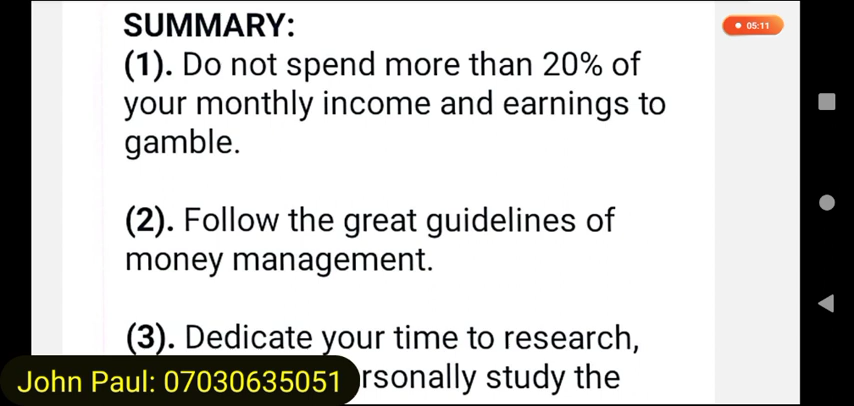 SUMMARY:
05:11
(1). Do not spend more than 20% of
your monthly income and earnings to
gamble.
(2). Follow the great guidelines of
money management.
(3). Dedicate your time to research,
rsonally study the
John Paul: 07030635051